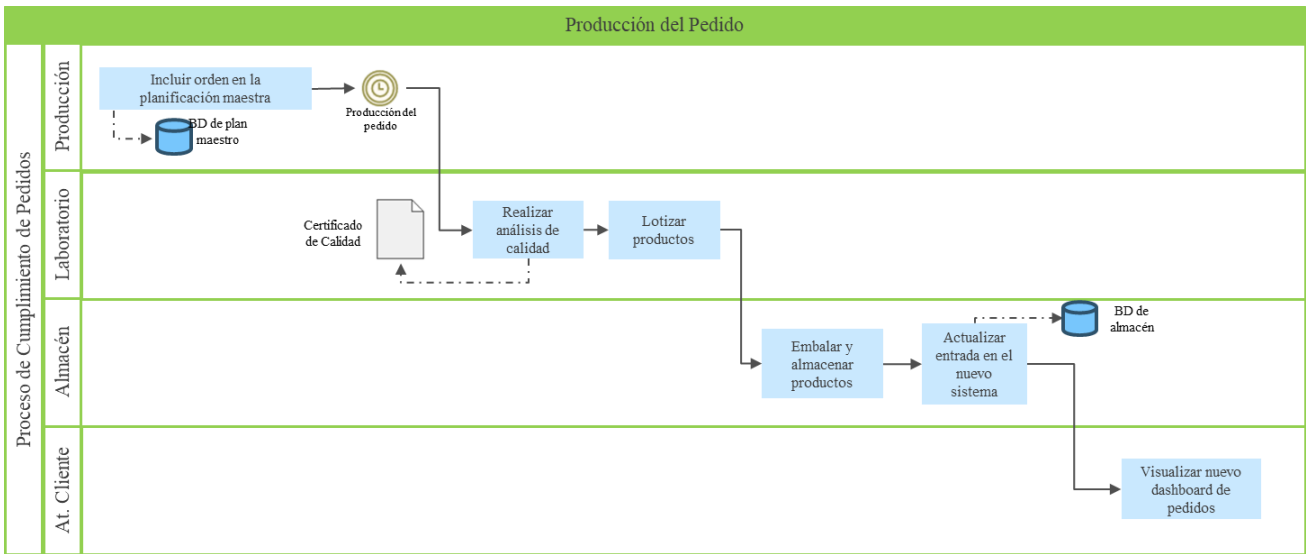 Producción del Pedido
Proceso de Cumplimiento de Pedidos
Producción
Incluir orden en la
planificación maestra
Producción del
pedido
BD de plan
maestro
Laboratorio
Certificado
de Calidad
Realizar
análisis de
calidad
Lotizar
productos
Almacén
Embalar y
almacenar
productos
Actualizar
entrada en el
nuevo
sistema
BD de
almacén
At. Cliente
Visualizar nuevo
dashboard de
pedidos